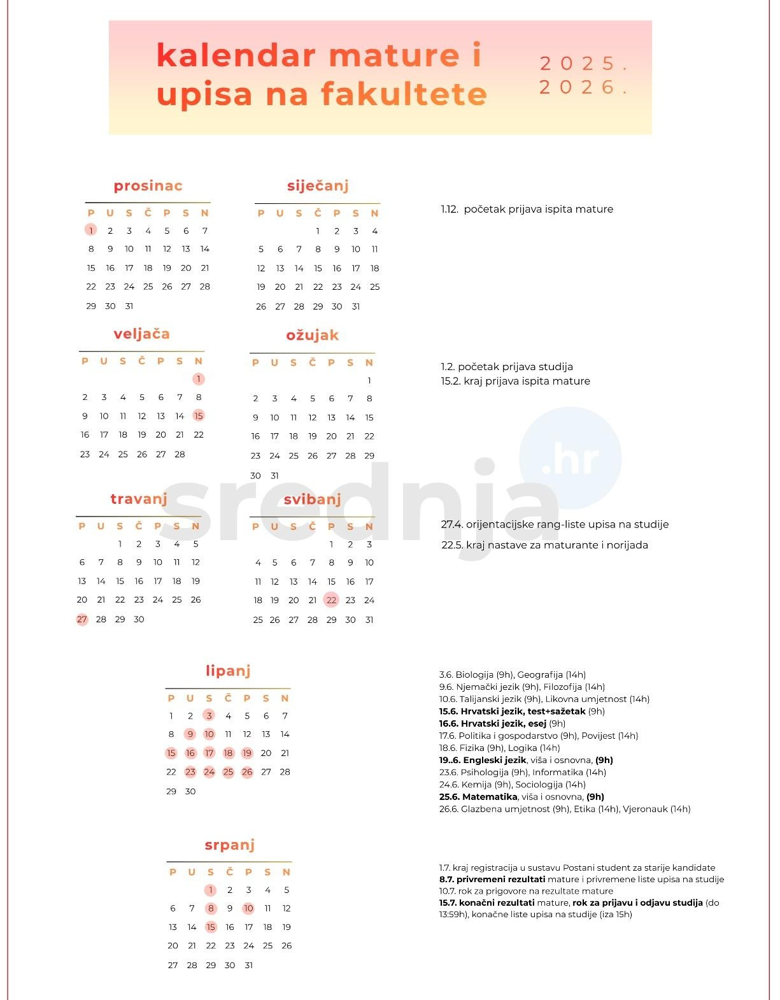 kalendar mature i
upisa na fakultete
2025.
2026.
prosinac
P U S Č P S N
1 2 3 4 5 6 7
8 9 10 11 12 13 14
15 16 17 18 19 20 21
22 23 24 25 26 27 28
29 30 31
siječanj
P U S Č P S N
1 2 3 4
5 6 7 8 9 10 11
12 13 14 15 16 17 18
19 20 21 22 23 24 25
26 27 28 29 30 31
1.12. početak prijava ispita mature
veljača
P U S Č P S N
1
2 3 4 5 6 7 8
9 10 11 12 13 14 15
16 17 18 19 20 21 22
23 24 25 26 27 28
ožujak
P U S Č P S N
1
2 3 4 5 6 7 8
9 10 11 12 13 14 15
16 17 18 19 20 21 22
23 24 25 26 27 28 29
30 31
1.2. početak prijava studija
15.2. kraj prijava ispita mature
srednja.hr
travanj
P U S Č P S N
1 2 3 4 5
6 7 8 9 10 11 12
13 14 15 16 17 18 19
20 21 22 23 24 25 26
27 28 29 30
svibanj
P U S Č P S N
1 2 3
4 5 6 7 8 9 10
11 12 13 14 15 16 17
18 19 20 21 22 23 24
25 26 27 28 29 30 31
27.4. orijentacijske rang-liste upisa na studije
22.5. kraj nastave za maturante i norijada
lipanj
P U S Č P S N
1 2 3 4 5 6 7
8 9 10 11 12 13 14
15 16 17 18 19 20 21
22 23 24 25 26 27 28
29 30
3.6. Biologija (9h), Geografija (14h)
9.6. Njemački jezik (9h), Filozofija (14h)
10.6. Talijanski jezik (9h), Likovna umjetnost (14h)
15.6. Hrvatski jezik, test+sažetak (9h)
16.6. Hrvatski jezik, esej (9h)
17.6. Politika i gospodarstvo (9h), Povijest (14h)
18.6. Fizika (9h), Logika (14h)
19..6. Engleski jezik, viša i osnovna, (9h)
23.6. Psihologija (9h), Informatika (14h)
24.6. Kemija (9h), Sociologija (14h)
25.6. Matematika, viša i osnovna, (9h)
26.6. Glazbena umjetnost (9h), Etika (14h), Vjeronauk (14h)
srpanj
P U S Č P S N
1 2 3 4 5
6 7 8 9 10 11 12
13 14 15 16 17 18 19
20 21 22 23 24 25 26
27 28 29 30 31
1.7. kraj registracija u sustavu Postani student za starije kandidate
8.7. privremeni rezultati mature i privremene liste upisa na studije
10.7. rok za prigovore na rezultate mature
15.7. konačni rezultati mature, rok za prijavu i odjavu studija (do
13:59h), konačne liste upisa na studije (iza 15h)